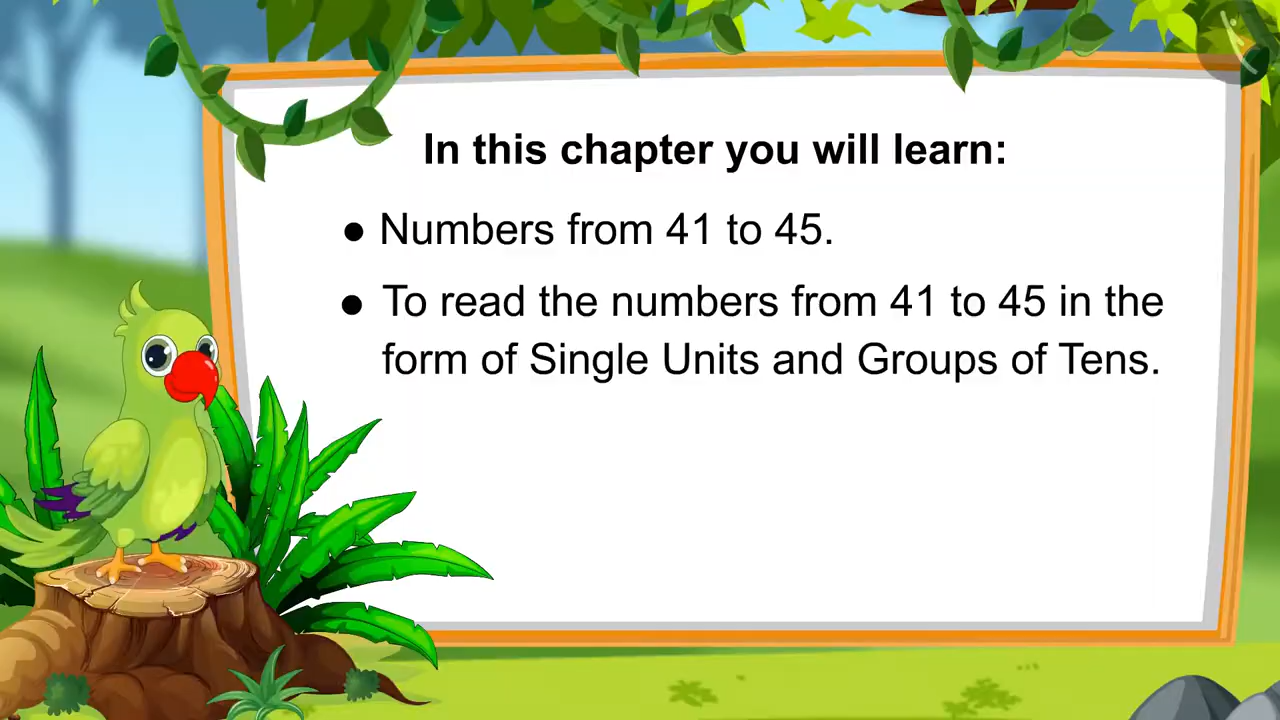 In this chapter you will learn:
● Numbers from 41 to 45.
● To read the numbers from 41 to 45 in the
form of Single Units and Groups of Tens.